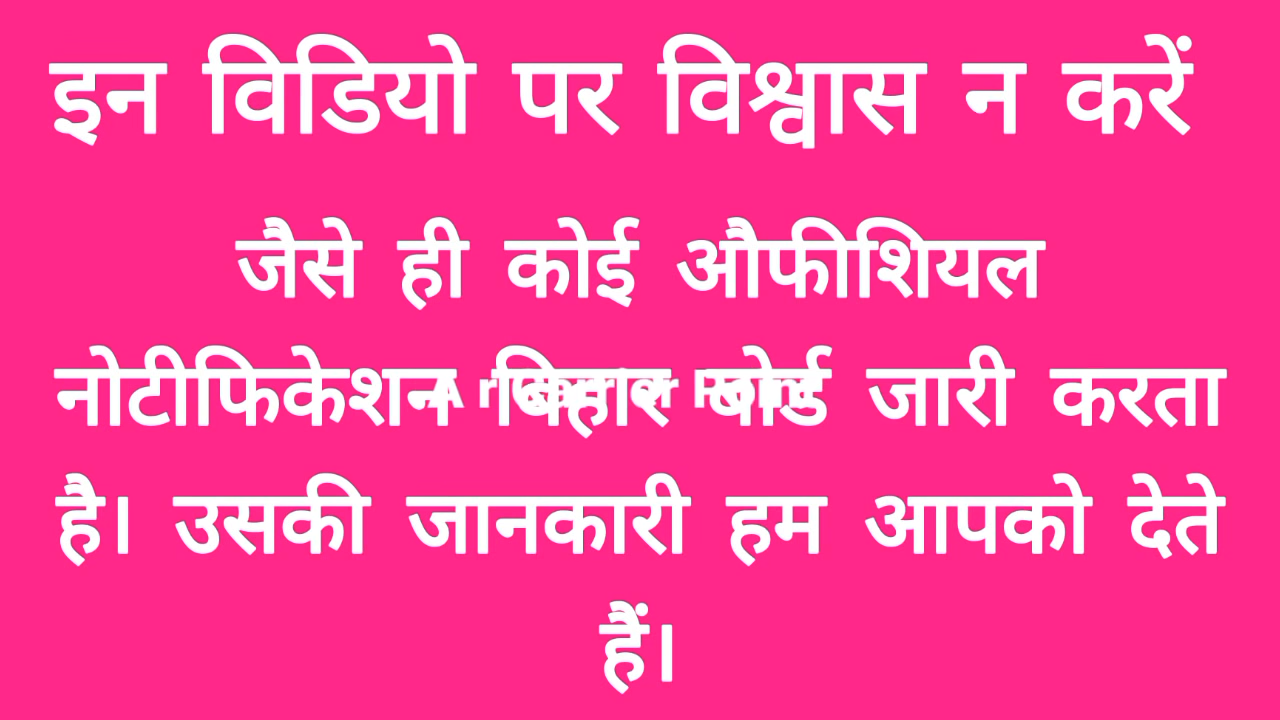 इन विडियो पर विश्वास न करें
जैसे ही कोई औफीशियल
नोटीफिकेशन बिहार बोर्ड जारी करता
है। उसकी जानकारी हम आपको देते
हैं।